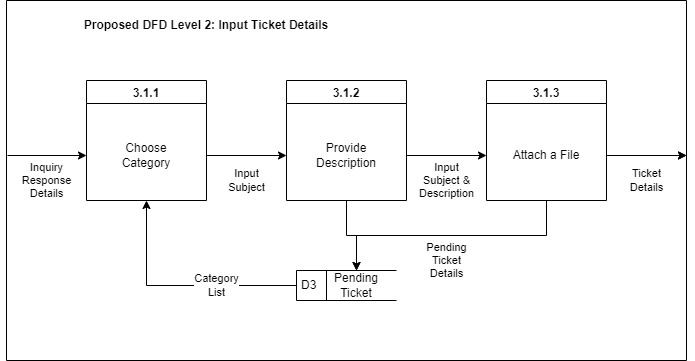 Proposed DFD Level 2: Input Ticket Details
3.1.1
3.1.2
3.1.3
Choose
Category
Provide
Description
Attach a File
Inquiry
Response
Details
Input
Subject
Input
Subject &
Description
Ticket
Details
Pending
Ticket
Details
Category
List
D3
Pending
Ticket